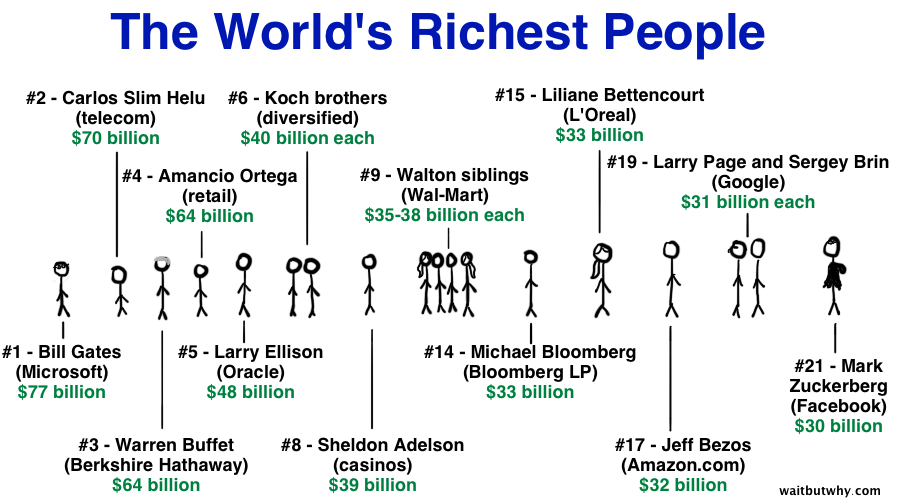 The World's Richest People
#2 - Carlos Slim Helu
(telecom)
$70 billion
#6 - Koch brothers
(diversified)
$40 billion each
#15 - Liliane Bettencourt
(L'Oreal)
$33 billion
#4 - Amancio Ortega
(retail)
$64 billion
#9 - Walton siblings
(Wal-Mart)
$35-38 billion each
#19 - Larry Page and Sergey Brin
(Google)
$31 billion each
#1 - Bill Gates
(Microsoft)
$77 billion
#5 - Larry Ellison
(Oracle)
$48 billion
#14 - Michael Bloomberg
(Bloomberg LP)
$33 billion
#21 - Mark
Zuckerberg
(Facebook)
$30 billion
#3 - Warren Buffet
(Berkshire Hathaway)
$64 billion
#8 - Sheldon Adelson
(casinos)
$39 billion
#17 - Jeff Bezos
(Amazon.com)
$32 billion
waitbutwhy.com